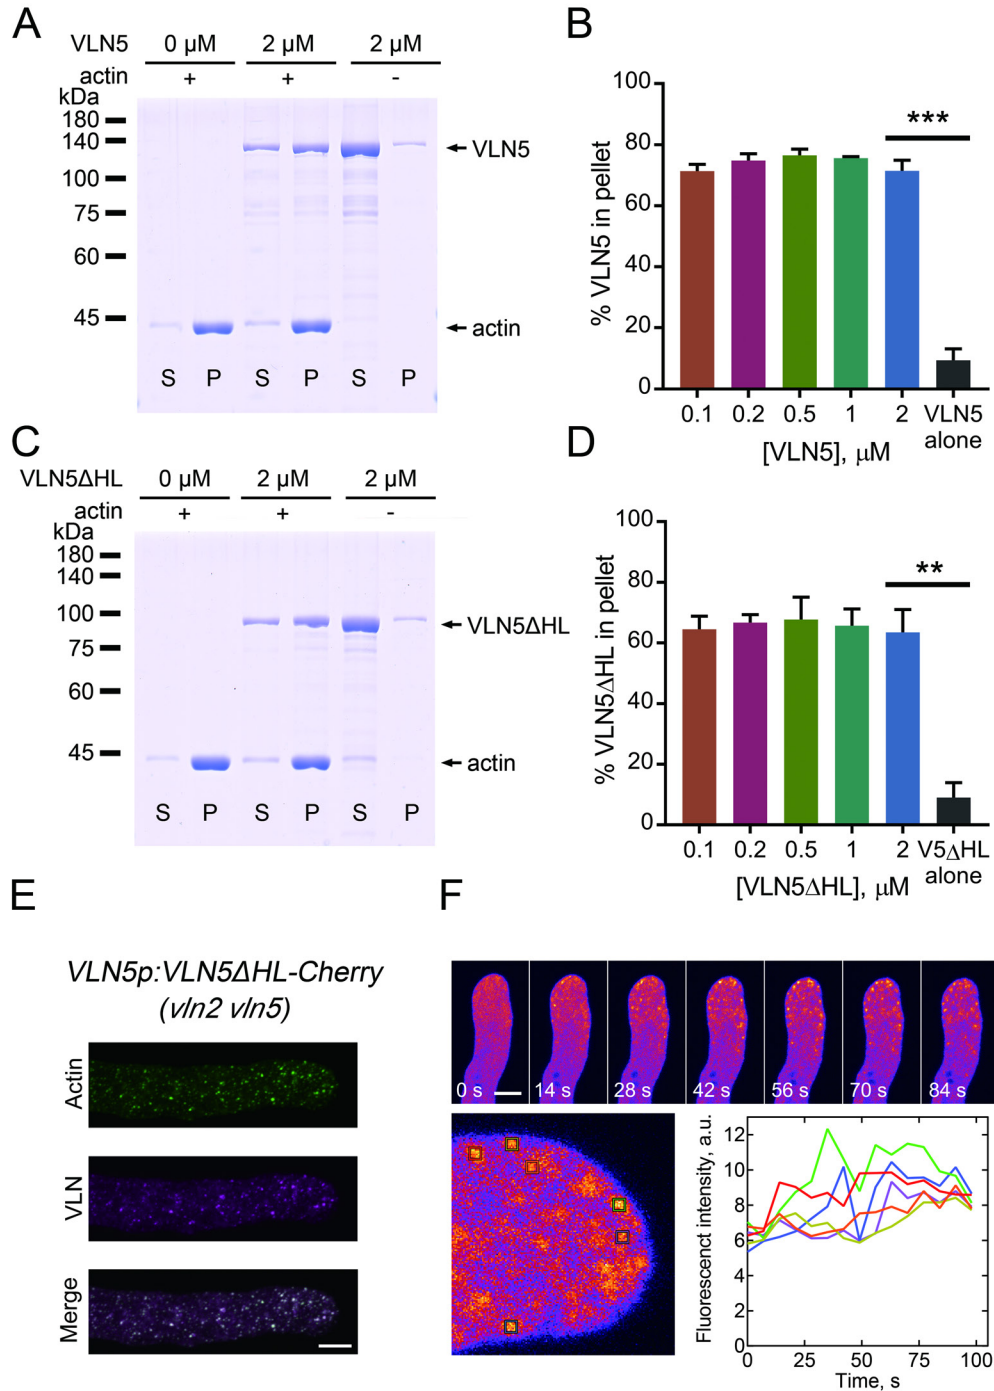 A
VLN5 0 μM 2 μM 2 μM
actin + + -
kDa
180
140
100
75
60
45
VLN5
actin
S P S P S P
B
% VLN5 in pellet
100
80
60
40
20
0
***
0.1 0.2 0.5 1 2 VLN5
alone
[VLN5], μM
C
VLN5ΔHL 0 μM 2 μM 2 μM
actin + + -
kDa
180
140
100
75
60
45
VLN5ΔHL
actin
S P S P S P
D
% VLN5ΔHL in pellet
100
80
60
40
20
0
**
0.1 0.2 0.5 1 2 V5ΔHL
alone
[VLN5ΔHL], μM
E
VLN5p:VLN5ΔHL-Cherry
(vln2 vln5)
Actin
VLN
Merge
F
0 s 14 s 28 s 42 s 56 s 70 s 84 s
Fluorescenct intensity, a.u.
12
10
8
6
4
2
0
0 25 50 75 100
Time, s